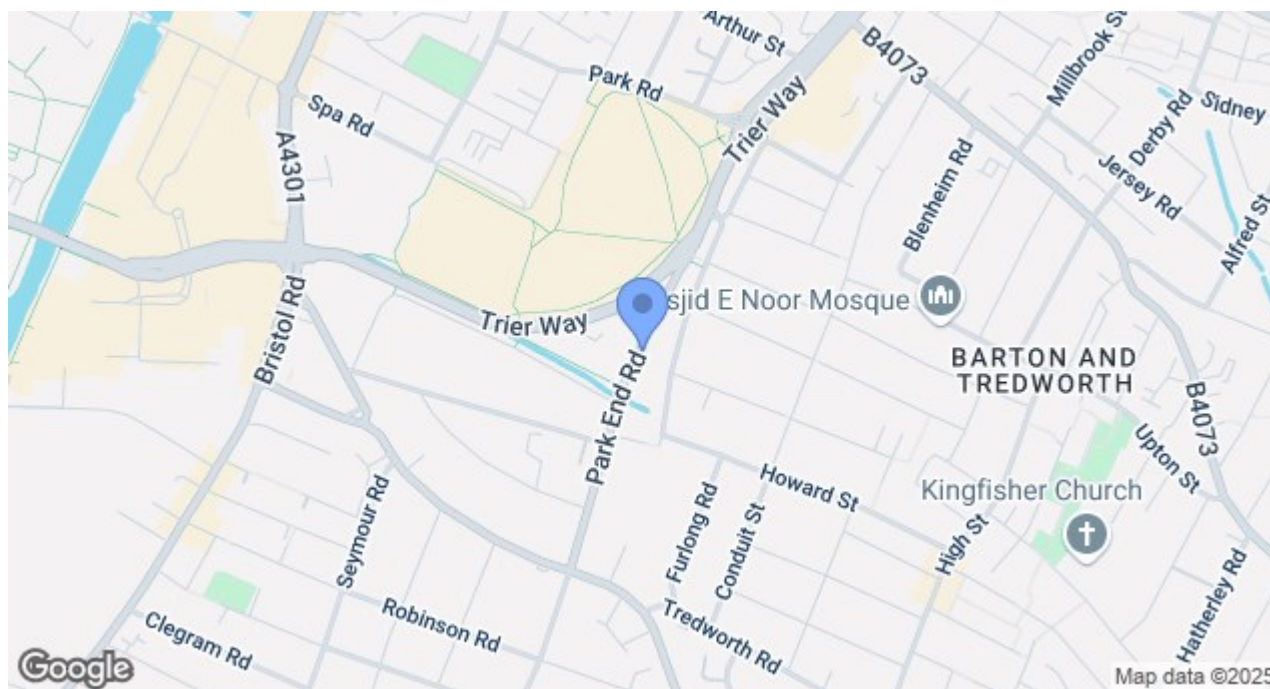 Arthur St
Park Rd
B4073
Millbrook St
Sidney
Spa Rd
A4301
Trier Way
Derby Rd
Jersey Rd
Blenheim Rd
Alfred St
Bristol Rd
Trier Way
sjid E Noor Mosque
BARTON AND
TREDWORTH
Park End Rd
B4073
Upton St
Howard St
Kingfisher Church
Seymour Rd
Furlong Rd
Conduit St
High St
Hatherley Rd
Robinson Rd
Tredworth Rd
Clegram Rd
Google
Map data ©2025